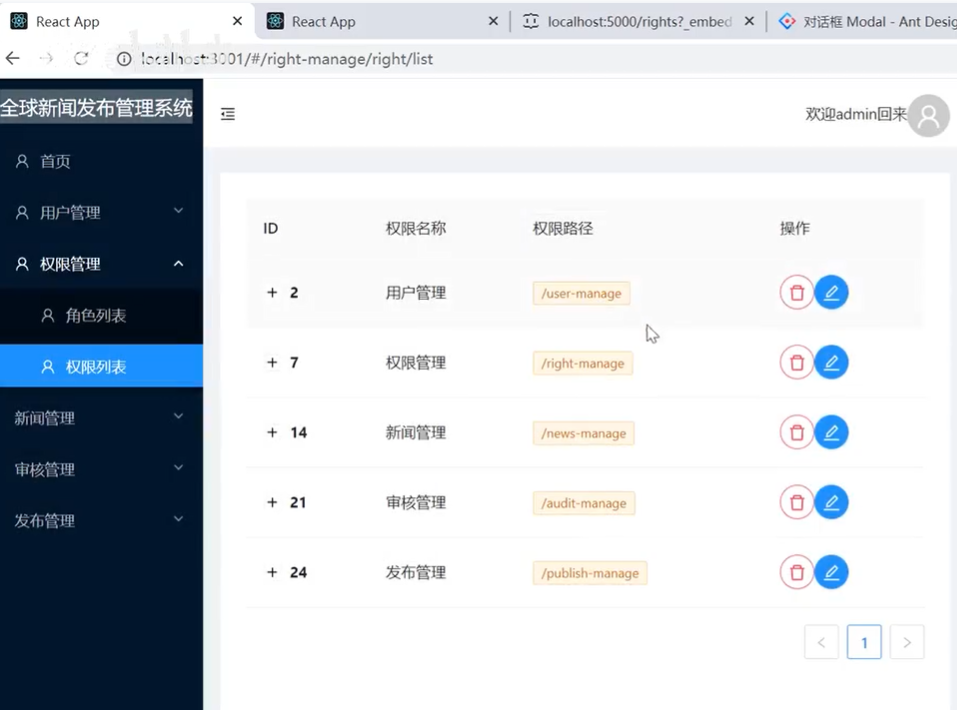 React App
React App
localhost:5000/rights?_embed
对话框 Modal - Ant Desig
localhost:3001/#/right-manage/right/list
全球新闻发布管理系统
欢迎admin回来
首页
用户管理
权限管理
角色列表
权限列表
新闻管理
审核管理
发布管理
ID 权限名称 权限路径 操作
+ 2 用户管理 /user-manage
+ 7 权限管理 /right-manage
+ 14 新闻管理 /news-manage
+ 21 审核管理 /audit-manage
+ 24 发布管理 /publish-manage
< 1 >